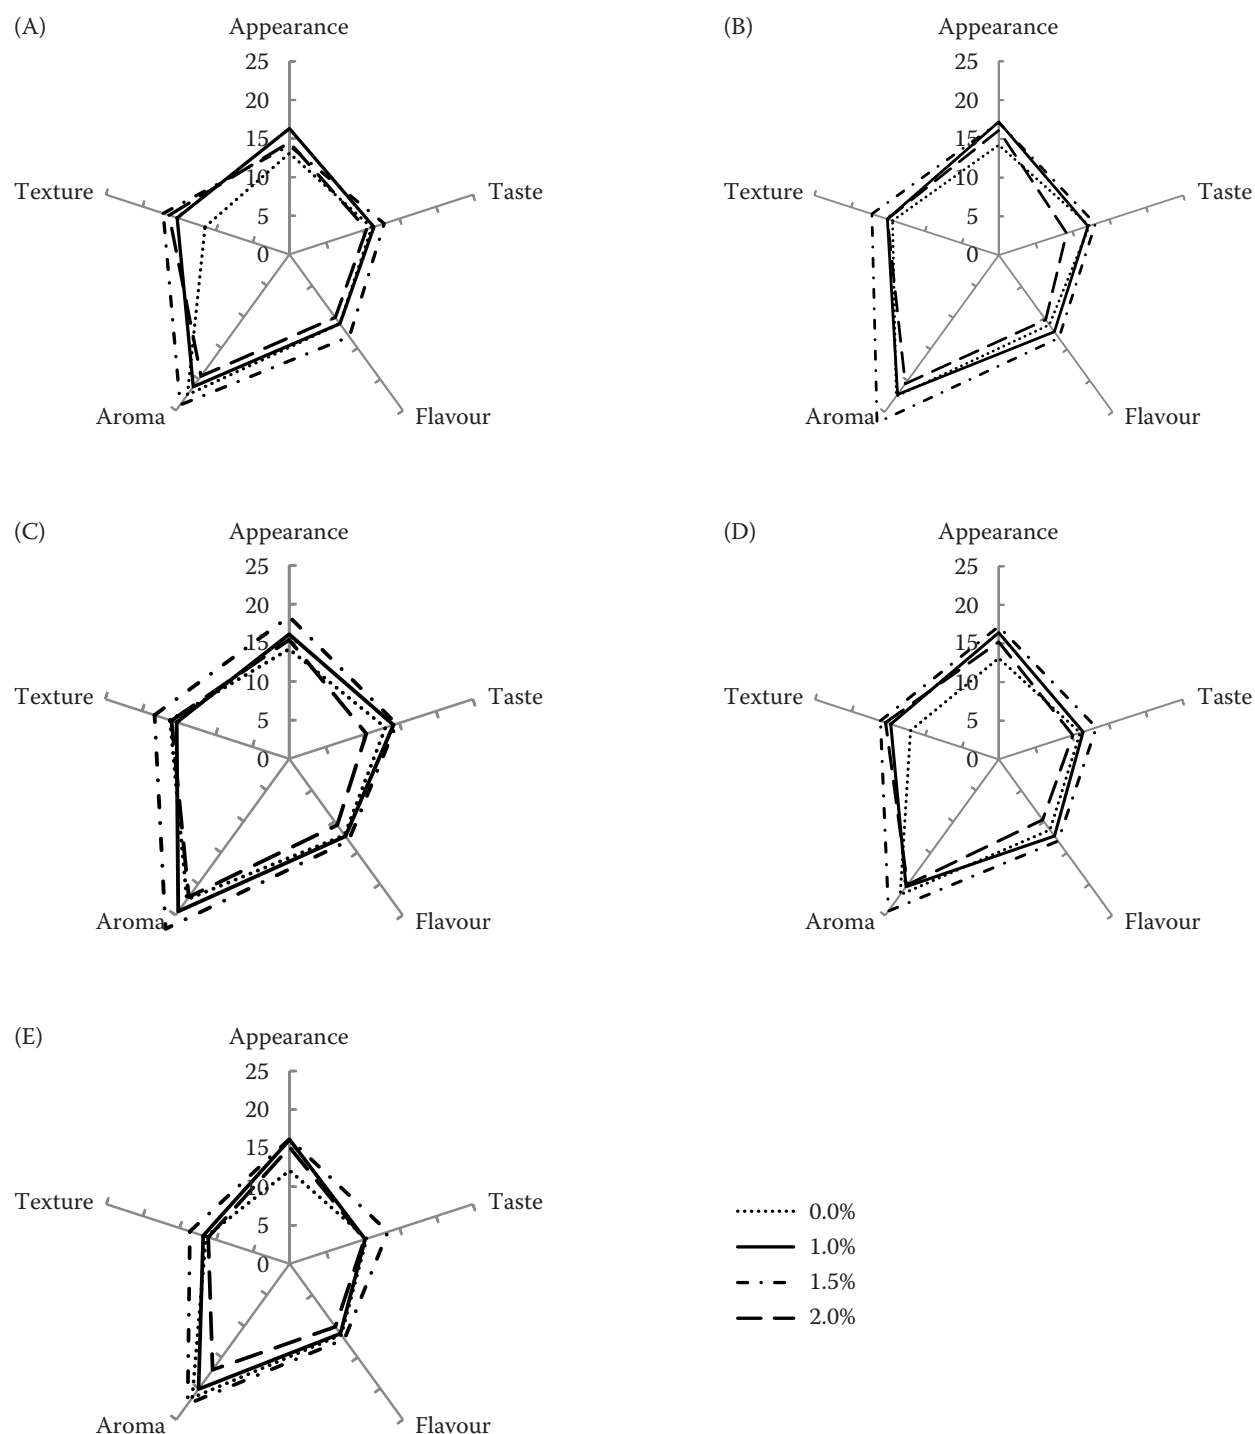 (A)
Appearance
25
20
15
10
5
0
Texture
Taste
Aroma
Flavour
(B)
Appearance
25
20
15
10
5
0
Texture
Taste
Aroma
Flavour
(C)
Appearance
25
20
15
10
5
0
Texture
Taste
Aroma
Flavour
(D)
Appearance
25
20
15
10
5
0
Texture
Taste
Aroma
Flavour
(E)
Appearance
25
20
15
10
5
0
Texture
Taste
Aroma
Flavour
0.0%
1.0%
1.5%
2.0%